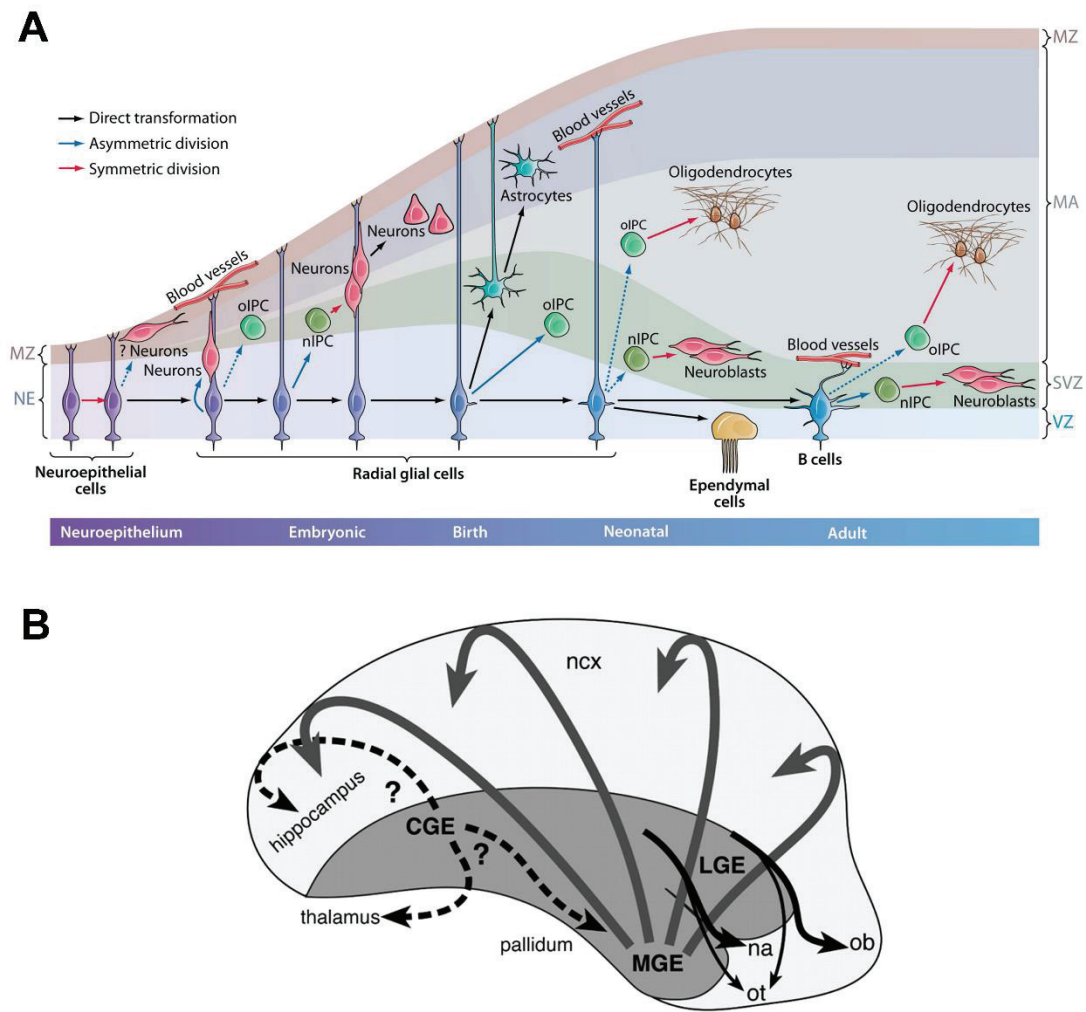 A
MZ
Direct transformation
Asymmetric division
Symmetric division
Blood vessels
Astrocytes
Oligodendrocytes
MA
Oligodendrocytes
Neurons
oIPC
Blood vessels
Neurons
oIPC
nIPC
oIPC
nIPC
Neuroblasts
Blood vessels
oIPC
nIPC
Neuroblasts
? Neurons
Neurons
MZ
NE
SVZ
VZ
Neuroepithelial
cells
Radial glial cells
Ependymal
cells
B cells
Neuroepithelium
Embryonic
Birth
Neonatal
Adult
B
ncx
hippocampus
?
CGE
?
LGE
thalamus
pallidum
MGE
na
ob
ot